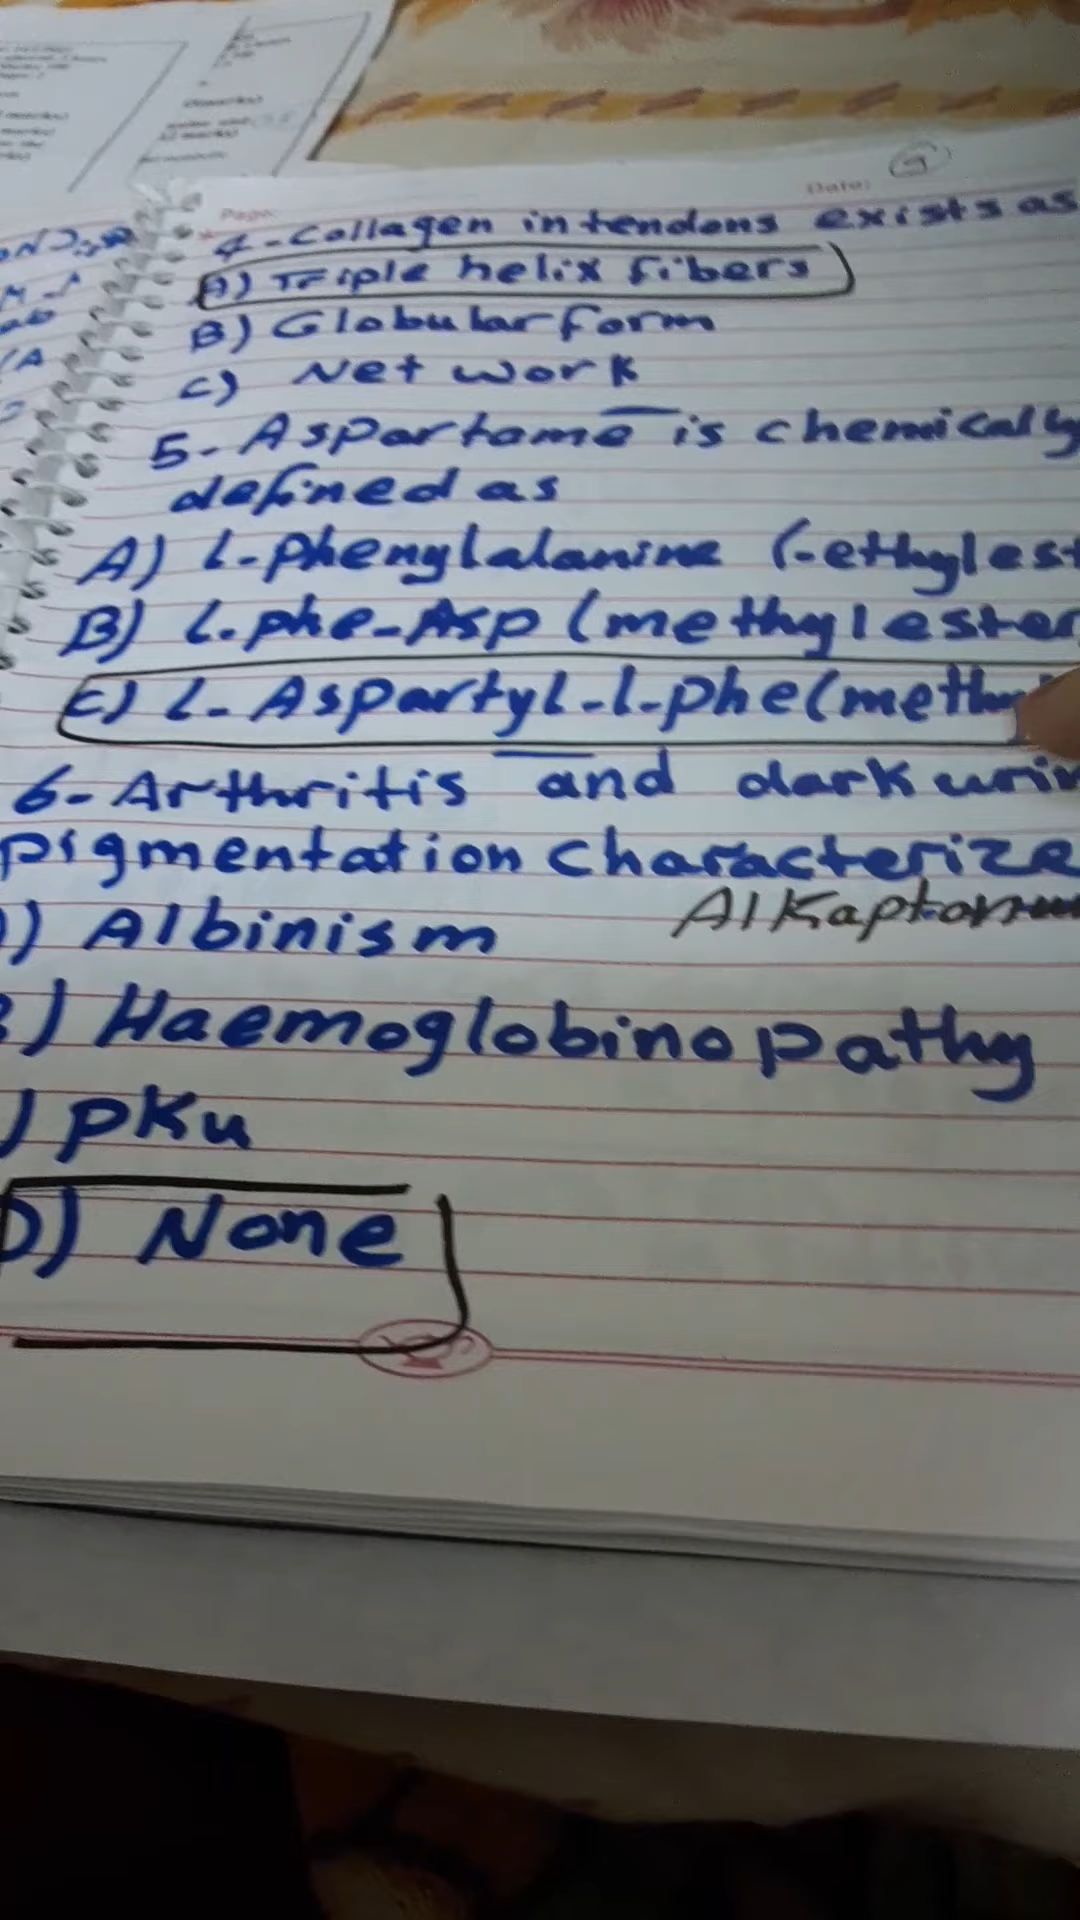 Page:
Date:
4-Collagen in tendons exists as
A) Triple helix fibers
B) Globular form
C) Net work
5-Aspartame is chemically
defined as
A) L-phenylalanine (-ethylest
B) L.phe-Asp (methylester
C) L-Aspartyl-L-phe (meth
6-Arthritis and dark urin
pigmentation characterize
Alkapton
) Albinism
) Haemoglobinopathy
) PKu
D) None